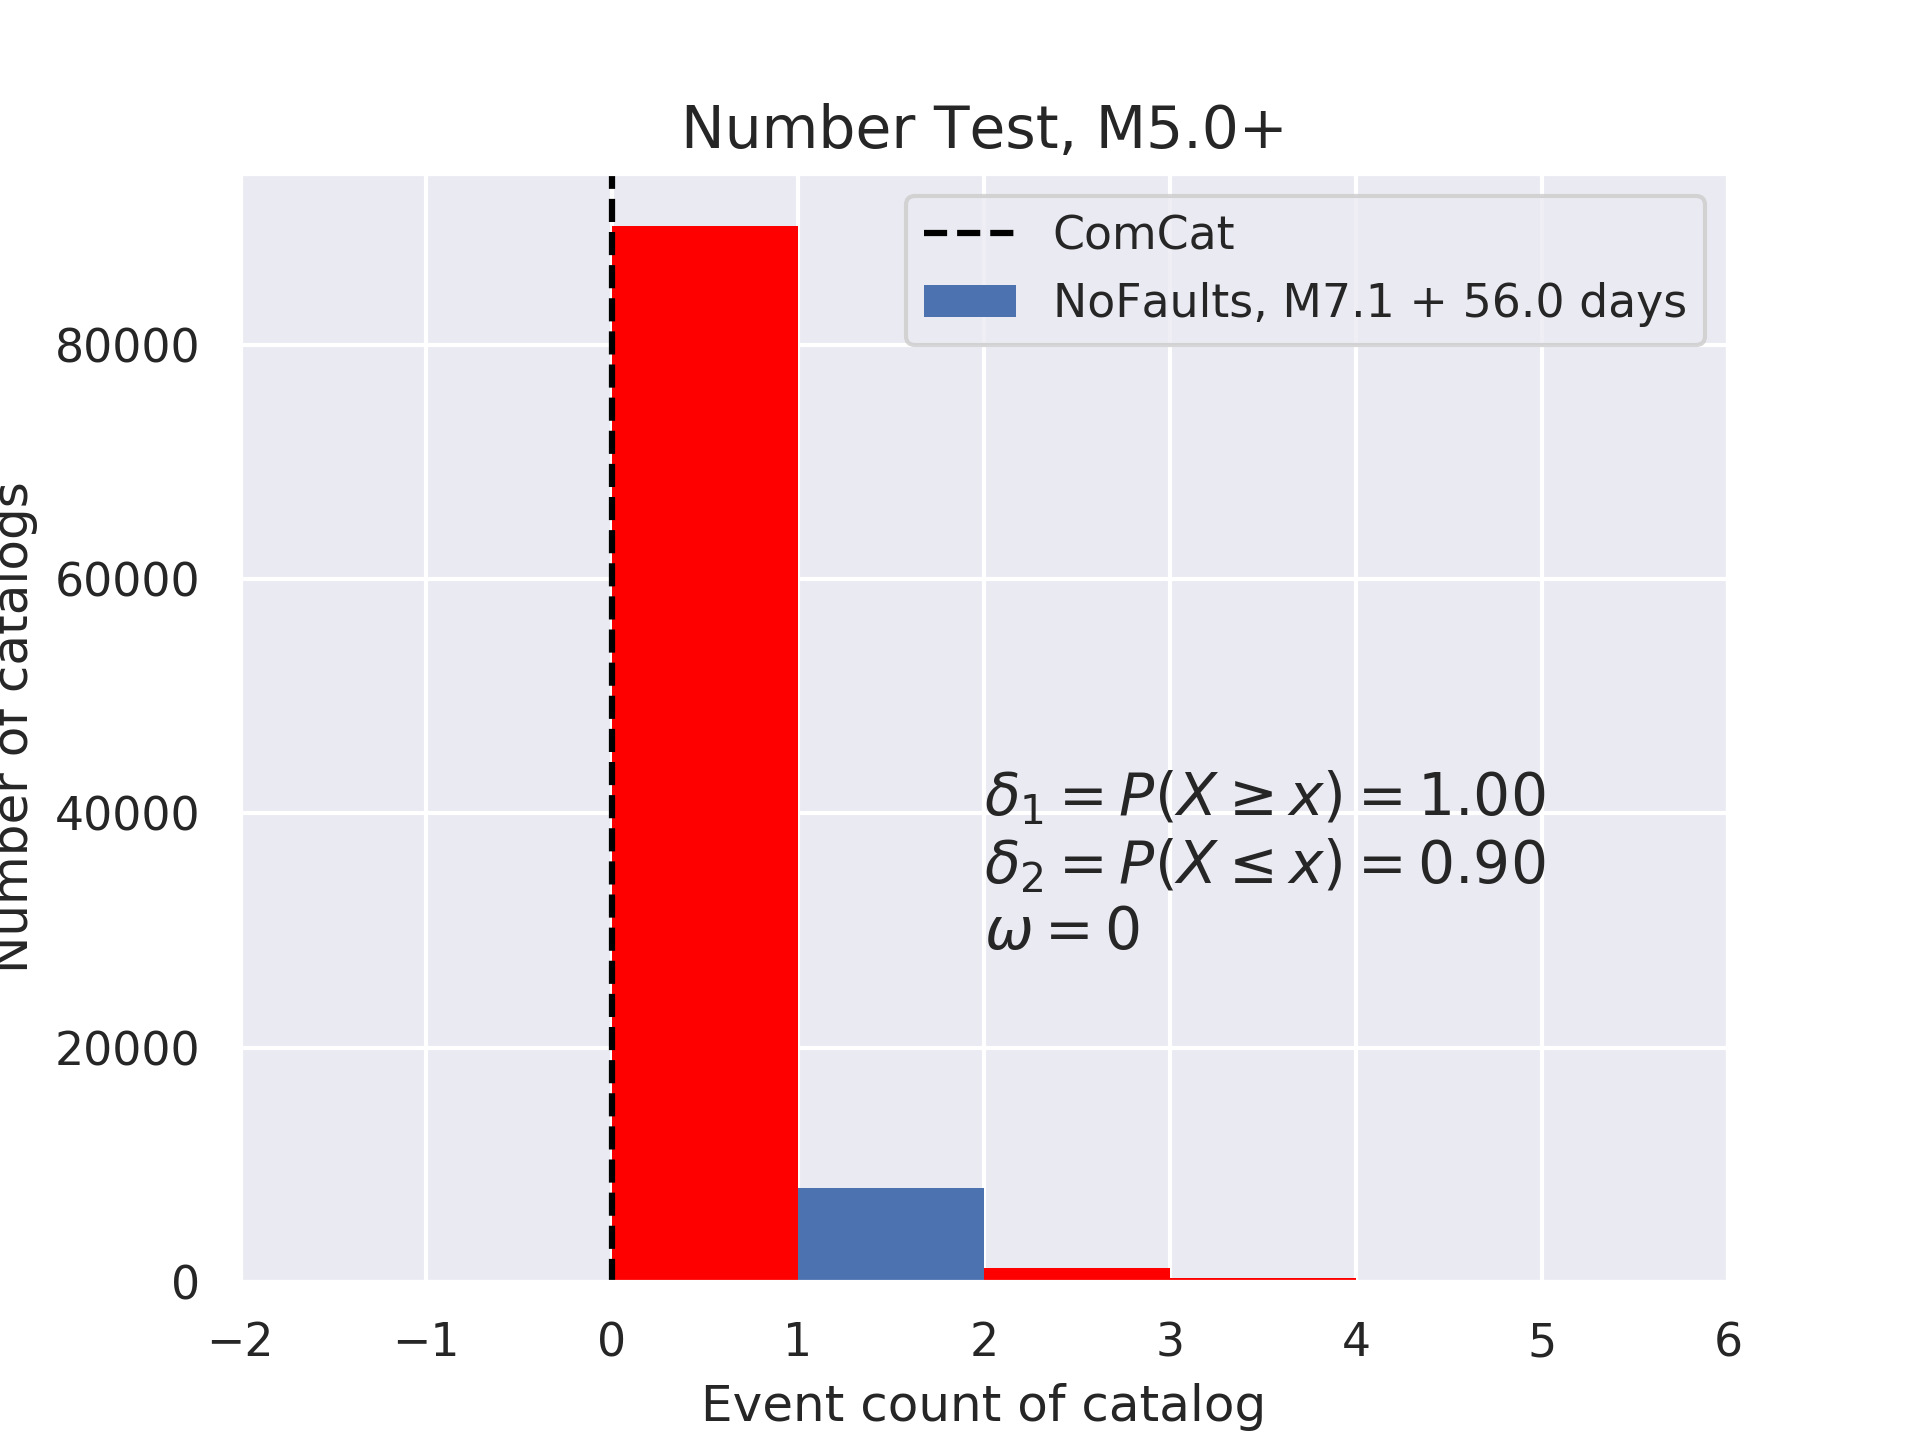 Number Test, M5.0+
ComCat
NoFaults, M7.1 + 56.0 days
80000
60000
40000
20000
0
Number of catalogs
δ₁ = P(X ≥ x) = 1.00
δ₂ = P(X ≤ x) = 0.90
ω = 0
−2 −1 0 1 2 3 4 5 6
Event count of catalog